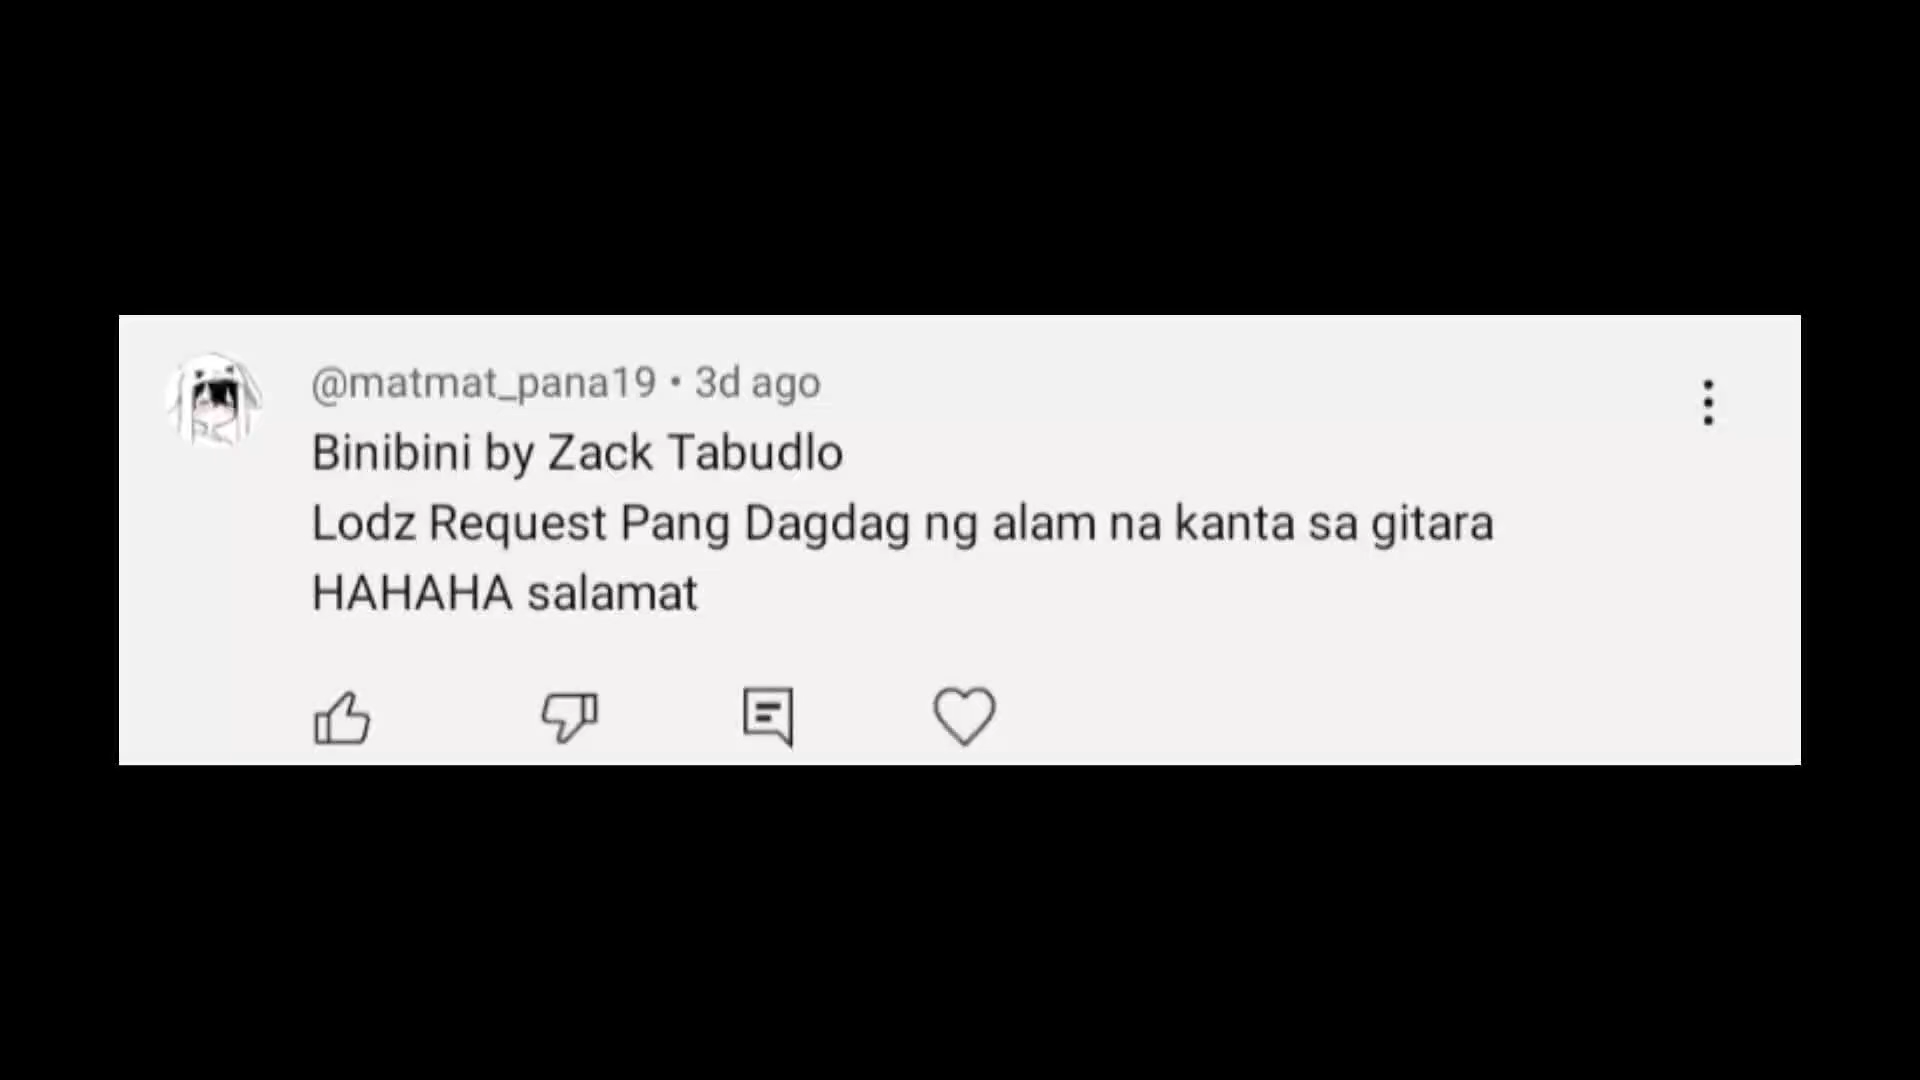 @matmat_pana19 • 3d ago
Binibini by Zack Tabudlo
Lodz Request Pang Dagdag ng alam na kanta sa gitara
HAHAHA salamat